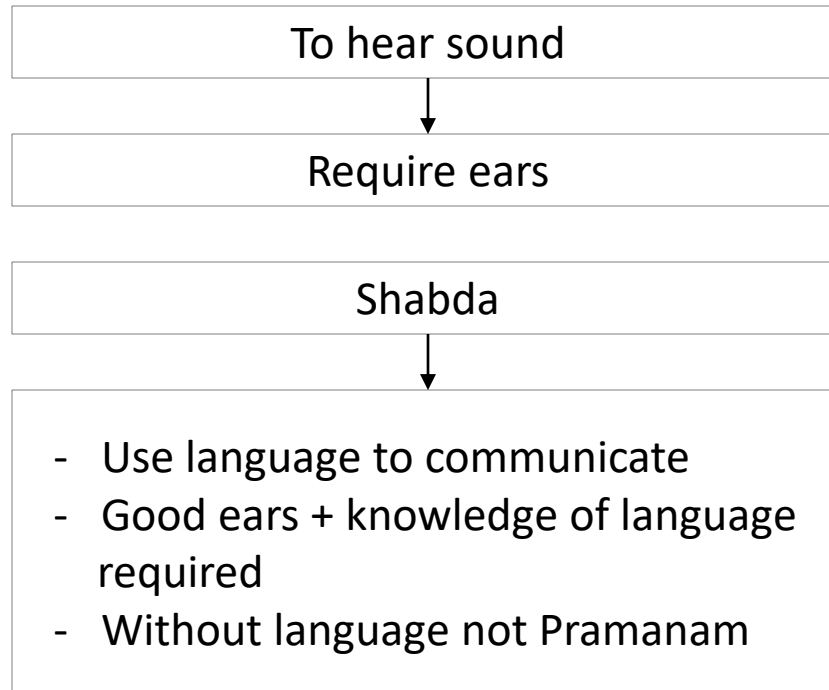 To hear sound
Require ears
Shabda
- Use language to communicate
- Good ears + knowledge of language
required
- Without language not Pramanam